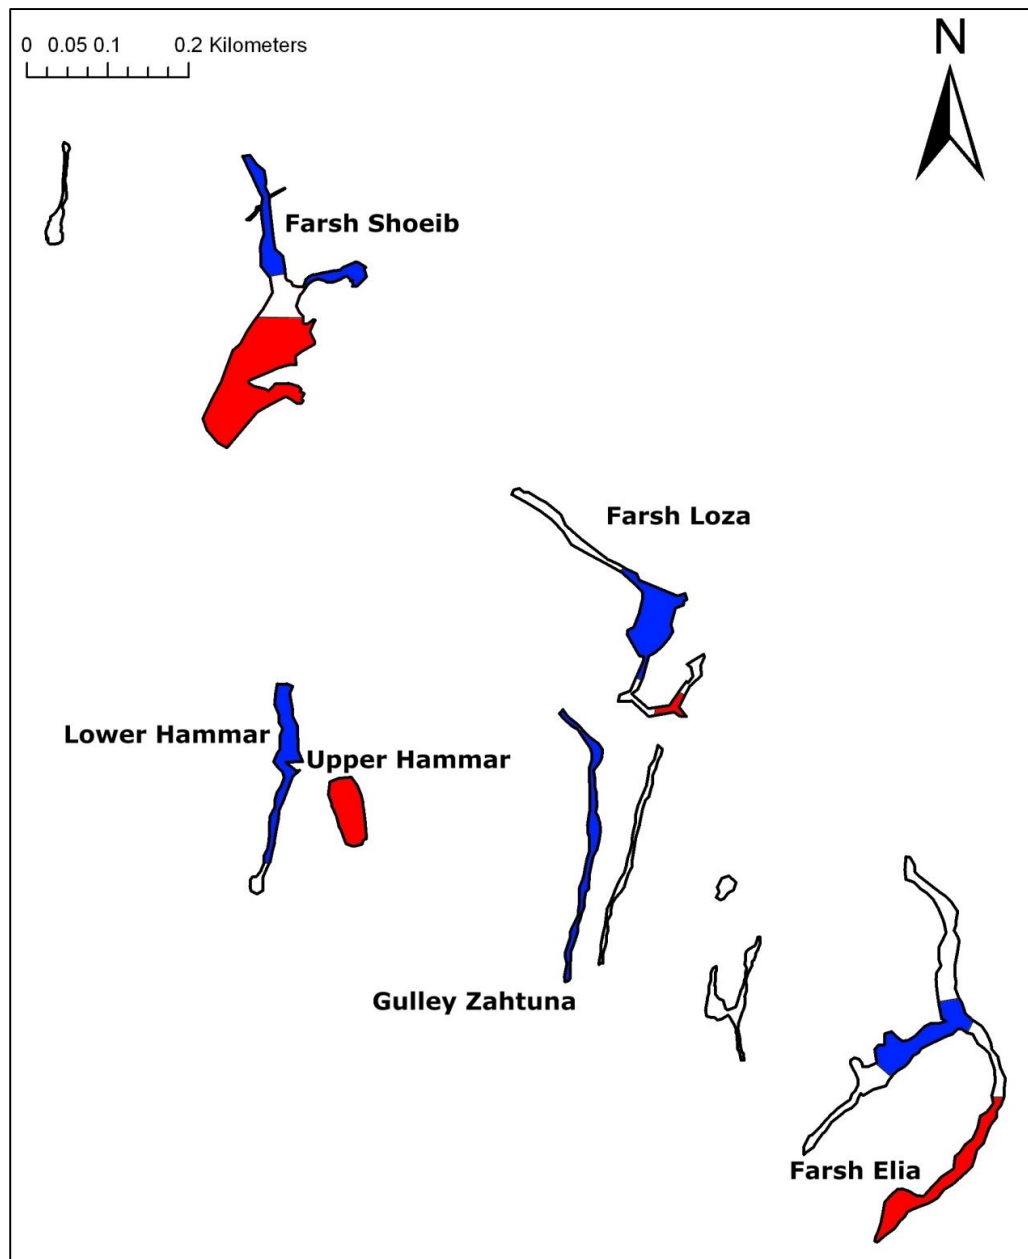 N
0 0.05 0.1 0.2 Kilometers
Farsh Shoeib
Farsh Loza
Lower Hammar
Upper Hammar
Gulley Zahtuna
Farsh Elia